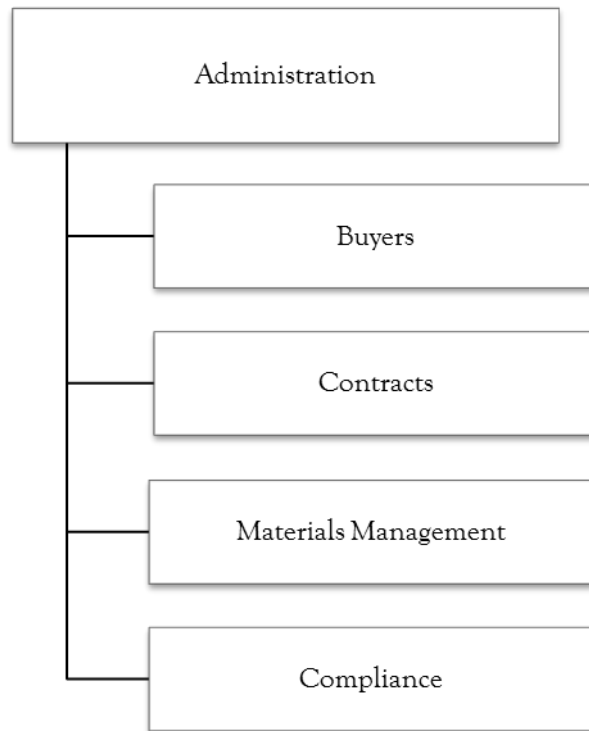 Administration
Buyers
Contracts
Materials Management
Compliance